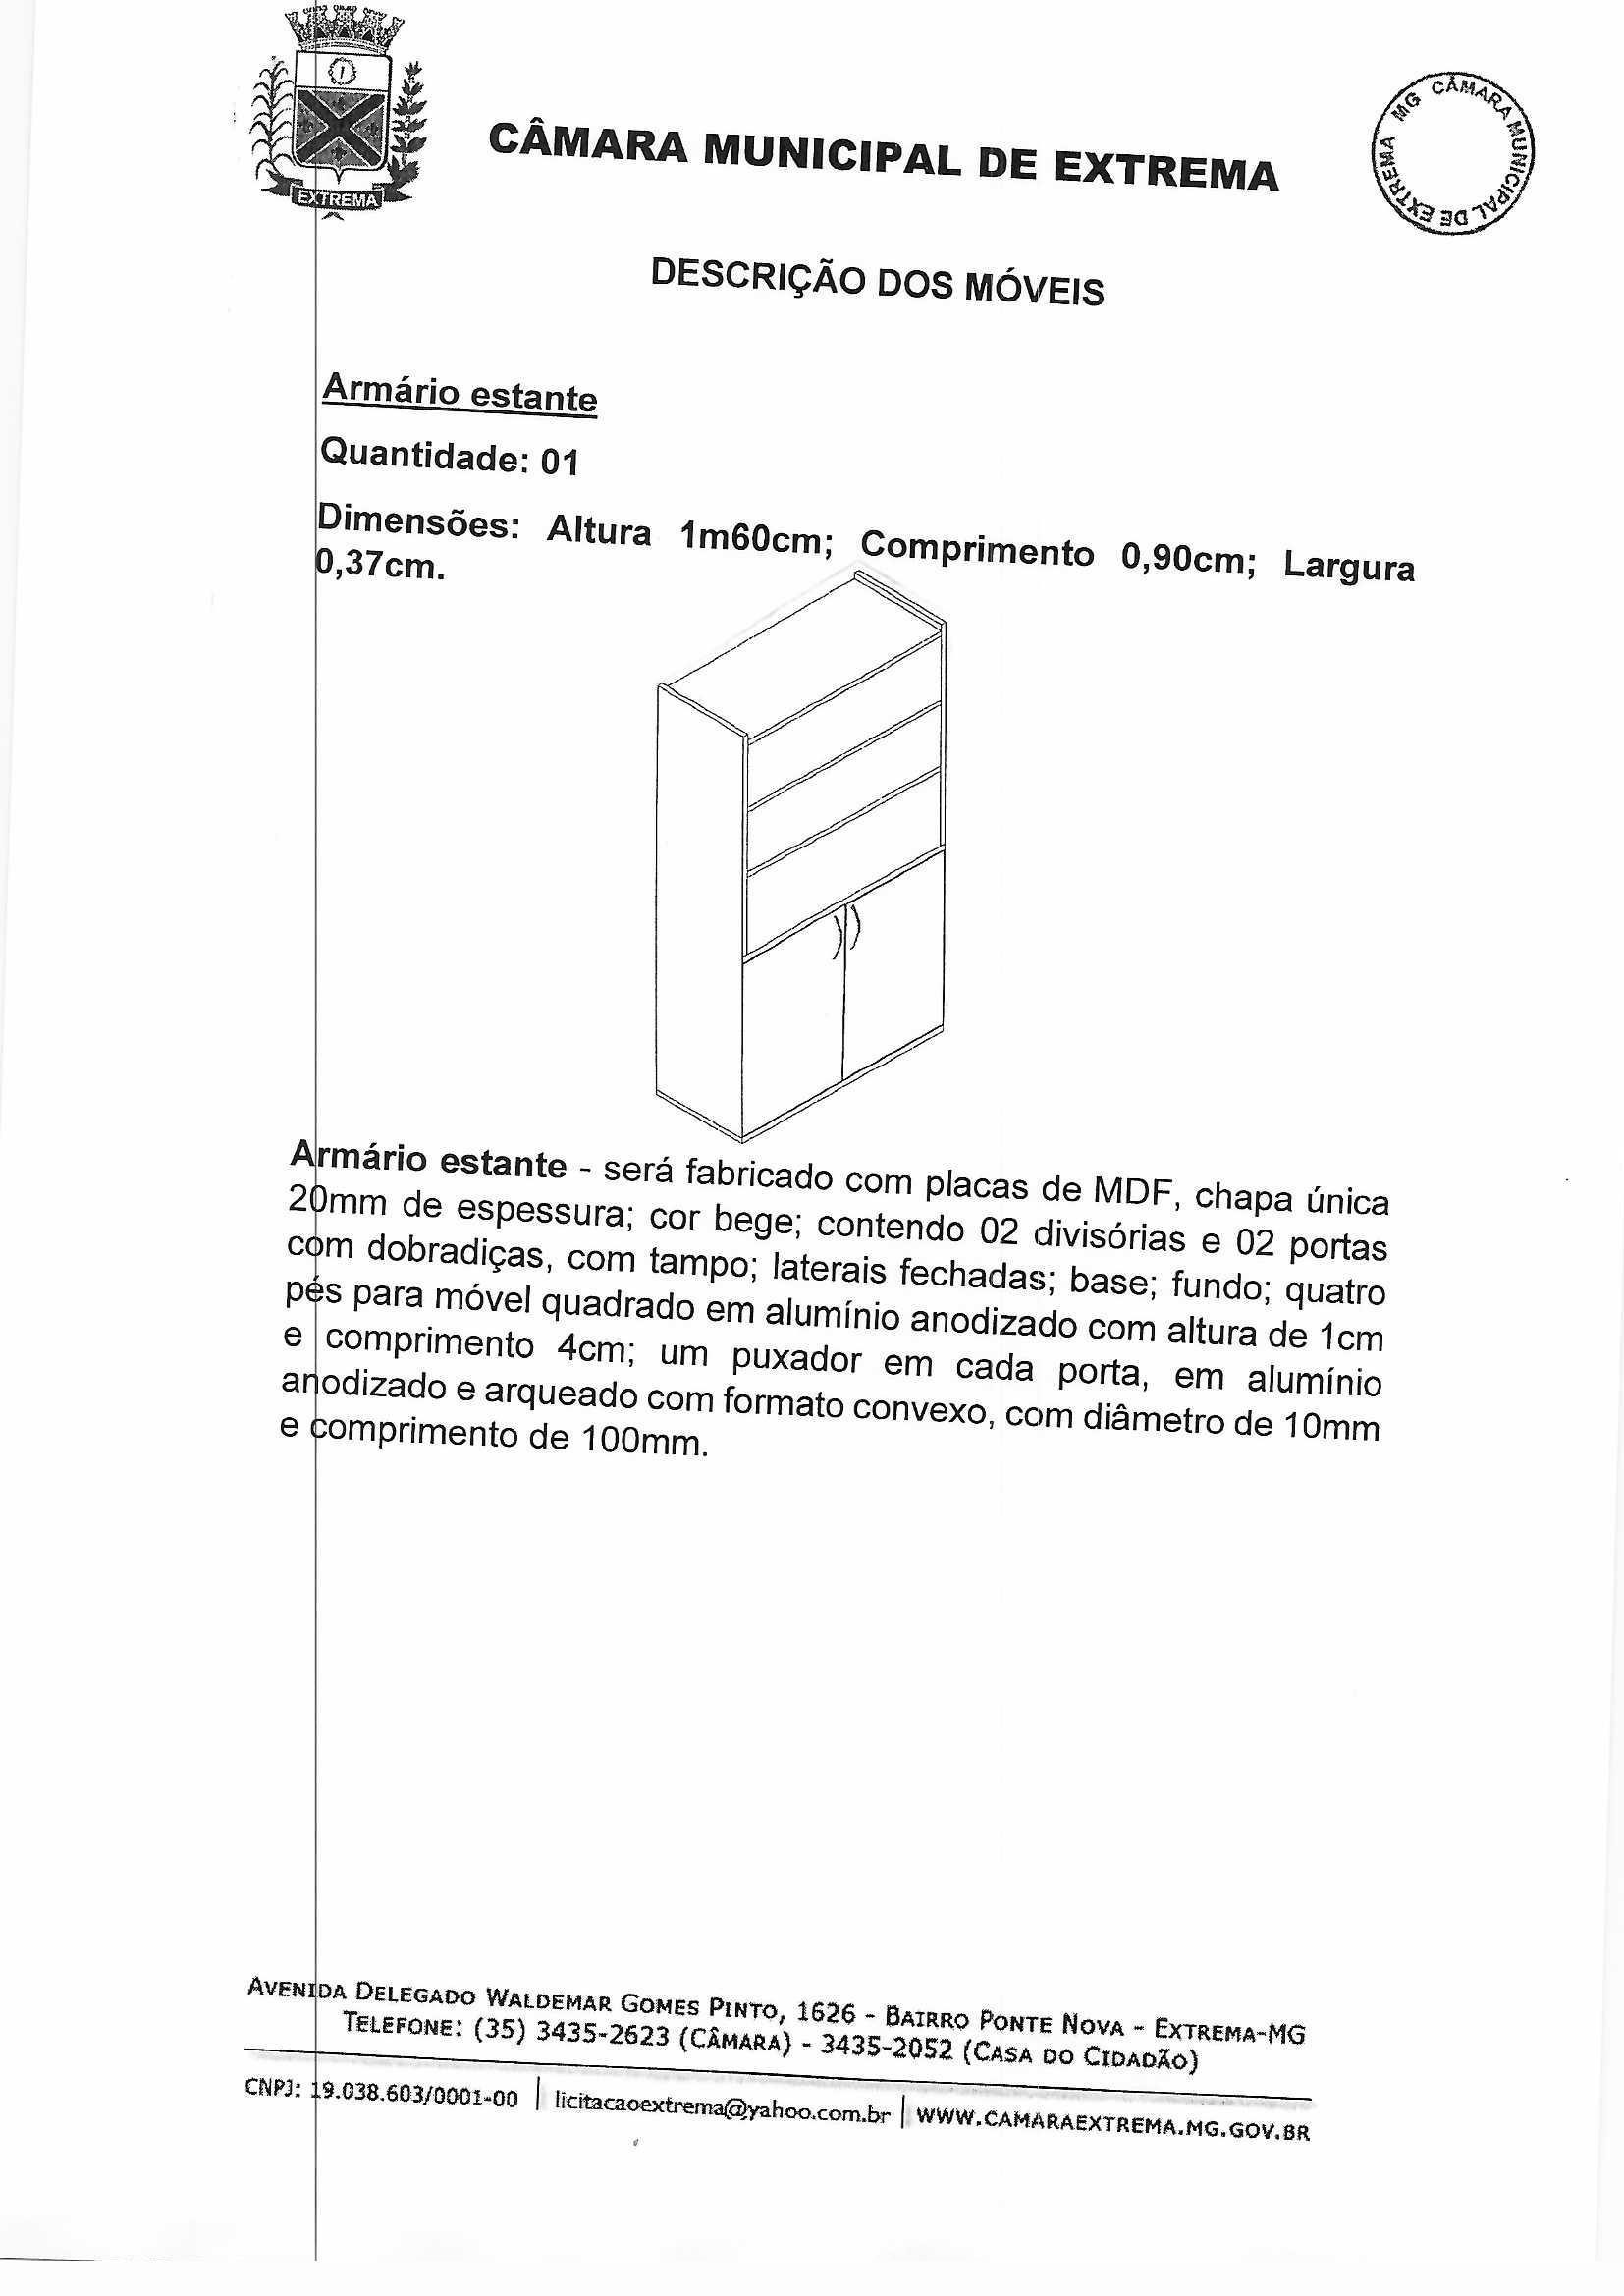 EXTREMA
CÂMARA MUNICIPAL DE EXTREMA
CÂMARA MUNICIPAL DE EXTREMA MG
DESCRIÇÃO DOS MÓVEIS
Armário estante
Quantidade: 01
Dimensões: Altura 1m60cm; Comprimento 0,90cm; Largura
0,37cm.
Armário estante - será fabricado com placas de MDF, chapa única
20mm de espessura; cor bege; contendo 02 divisórias e 02 portas
com dobradiças, com tampo; laterais fechadas; base; fundo; quatro
pés para móvel quadrado em alumínio anodizado com altura de 1cm
e comprimento 4cm; um puxador em cada porta, em alumínio
anodizado e arqueado com formato convexo, com diâmetro de 10mm
e comprimento de 100mm.
AVENIDA DELEGADO WALDEMAR GOMES PINTO, 1626 - BAIRRO PONTE NOVA - EXTREMA-MG
TELEFONE: (35) 3435-2623 (CÂMARA) - 3435-2052 (CASA DO CIDADÃO)
CNPJ: 19.038.603/0001-00 | licitacaoextrema@yahoo.com.br | WWW.CAMARAEXTREMA.MG.GOV.BR